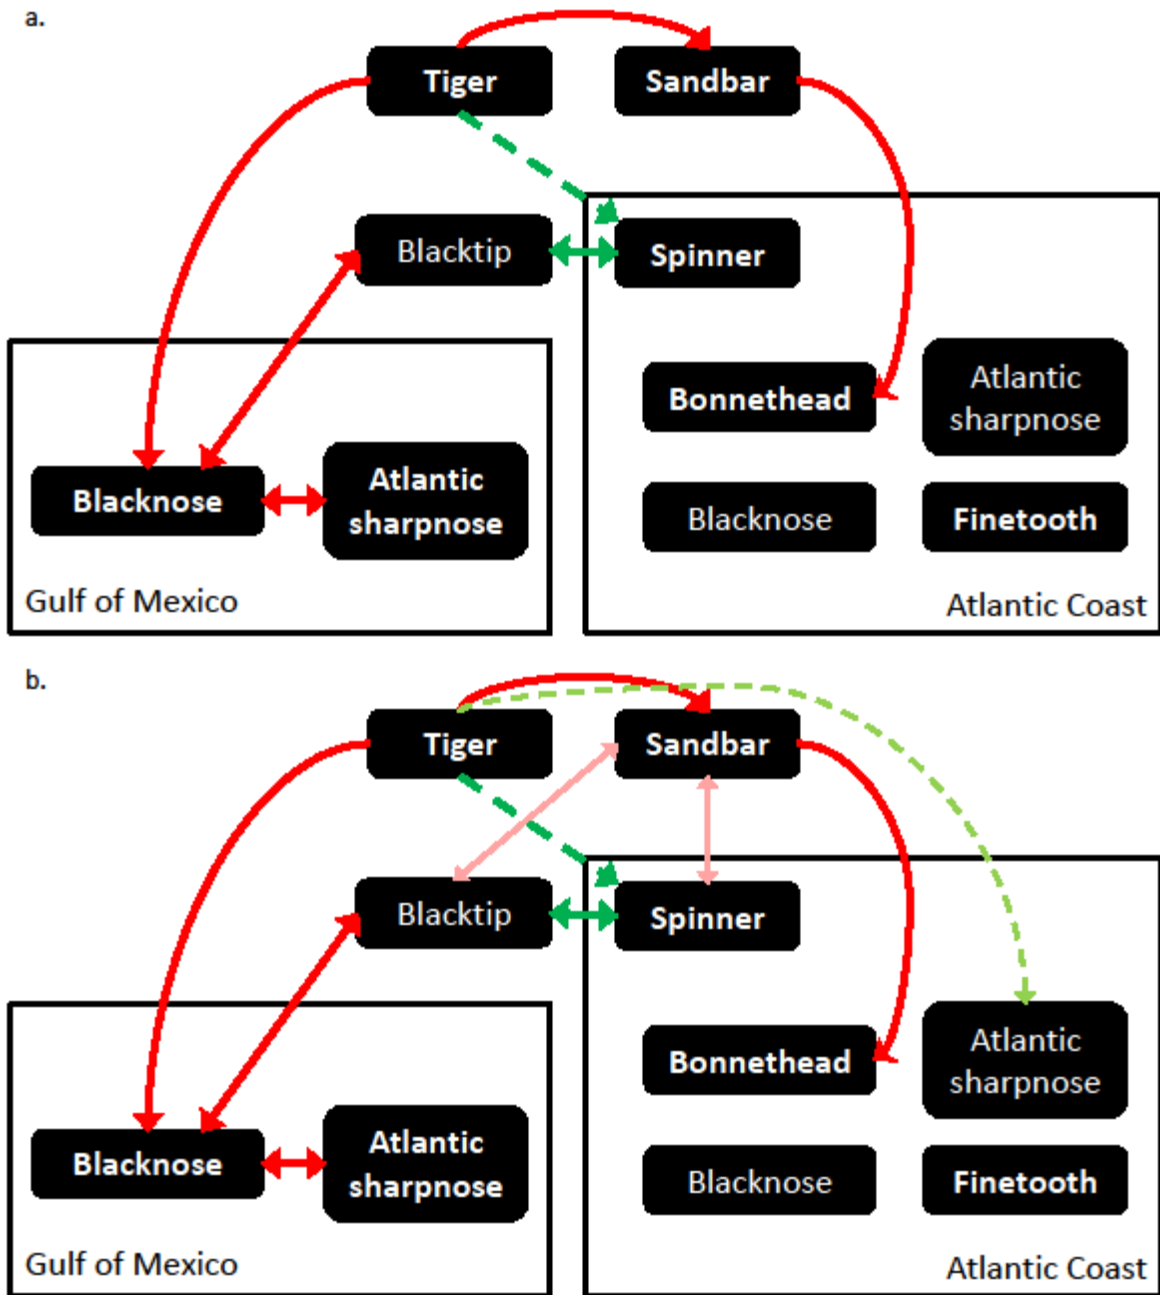 a.
Tiger
Sandbar
Blacktip
Spinner
Bonnethead
Atlantic
sharpnose
Blacknose
Atlantic
sharpnose
Blacknose
Finetooth
Gulf of Mexico
Atlantic Coast
b.
Tiger
Sandbar
Blacktip
Spinner
Bonnethead
Atlantic
sharpnose
Blacknose
Atlantic
sharpnose
Blacknose
Finetooth
Gulf of Mexico
Atlantic Coast